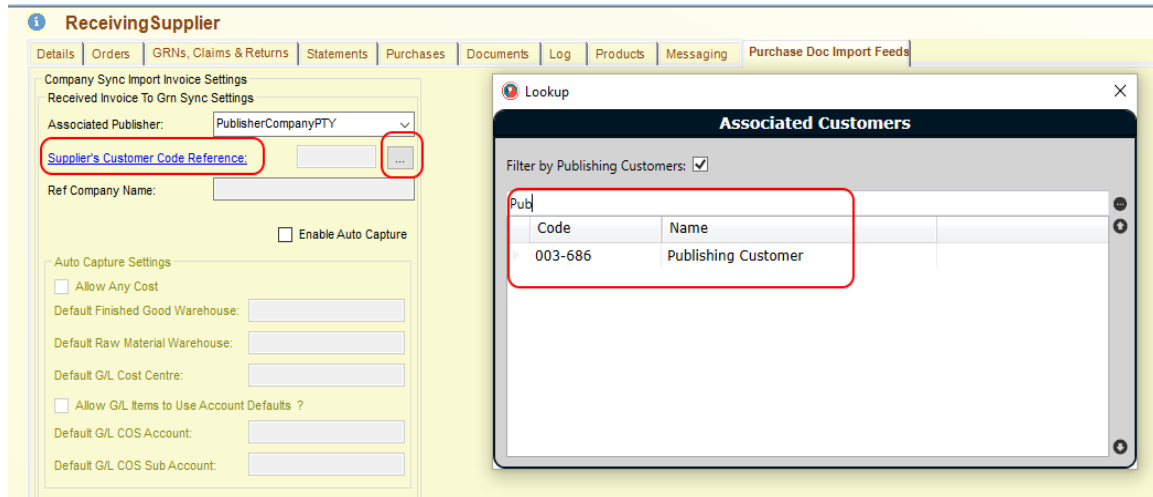 ReceivingSupplier
Details Orders GRNs, Claims & Returns Statements Purchases Documents Log Products Messaging Purchase Doc Import Feeds
Company Sync Import Invoice Settings
Received Invoice To Grn Sync Settings
Associated Publisher: PublisherCompanyPTY
Supplier's Customer Code Reference: ...
Ref Company Name:
Enable Auto Capture
Auto Capture Settings
Allow Any Cost
Default Finished Good Warehouse:
Default Raw Material Warehouse:
Default G/L Cost Centre:
Allow G/L Items to Use Account Defaults ?
Default G/L COS Account:
Default G/L COS Sub Account:
Lookup
Associated Customers
Filter by Publishing Customers:
Pub
Code Name
003-686 Publishing Customer